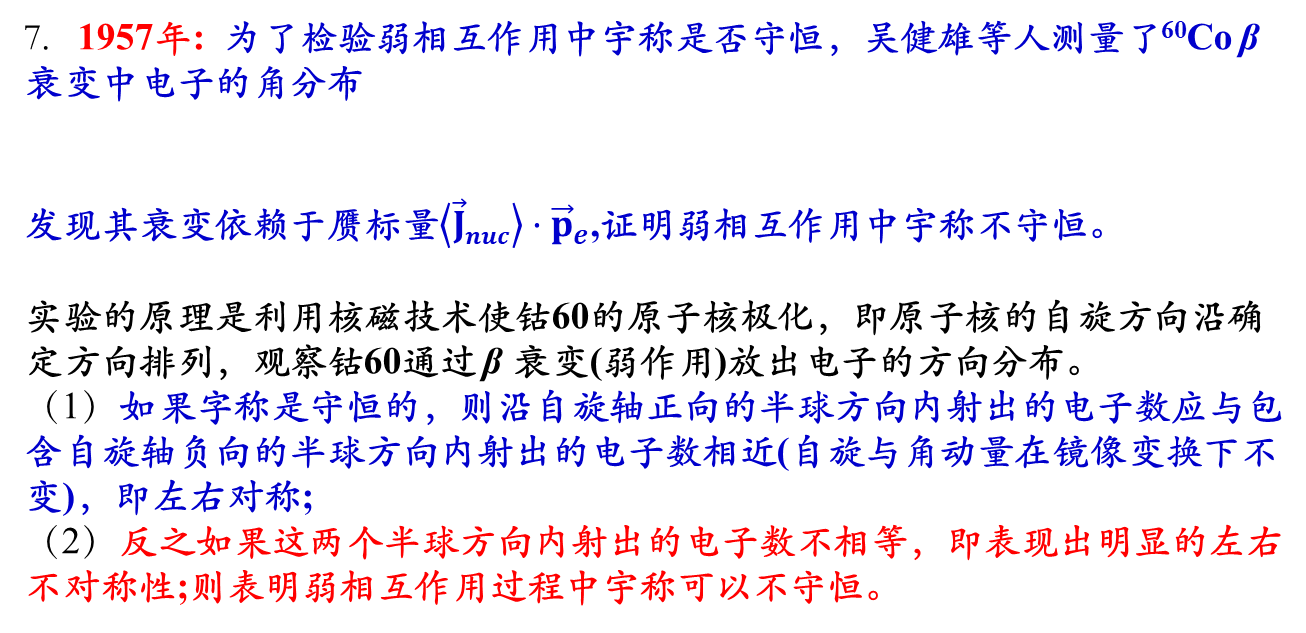 7. 1957年: 为了检验弱相互作用中宇称是否守恒，吴健雄等人测量了⁶⁰Co β
衰变中电子的角分布
发现其衰变依赖于赝标量⟨J⃗nuc⟩ · p⃗e,证明弱相互作用中宇称不守恒。
实验的原理是利用核磁技术使钴60的原子核极化，即原子核的自旋方向沿确
定方向排列，观察钴60通过β 衰变(弱作用)放出电子的方向分布。
（1）如果字称是守恒的，则沿自旋轴正向的半球方向内射出的电子数应与包
含自旋轴负向的半球方向内射出的电子数相近(自旋与角动量在镜像变换下不
变)，即左右对称;
（2）反之如果这两个半球方向内射出的电子数不相等，即表现出明显的左右
不对称性;则表明弱相互作用过程中宇称可以不守恒。